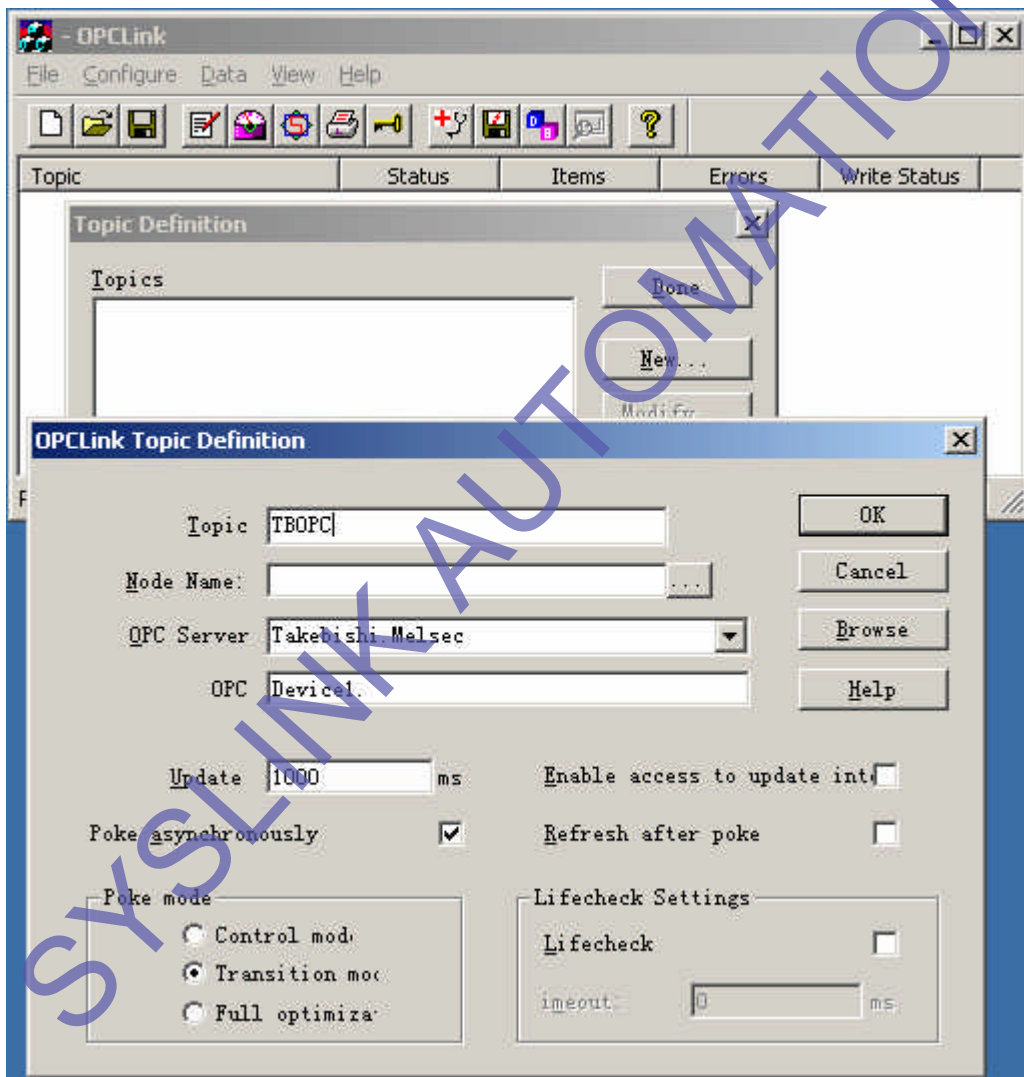 - OPCLink
File Configure Data View Help
Topic Status Items Errors Write Status
Topic Definition
Topics
Done
New...
Modify
OPCLink Topic Definition
Topic TBOPC
OK
Node Name: ...
Cancel
OPC Server Takebishi.Melsec
Browse
OPC Device1.
Help
Update 1000 ms
Enable access to update int
Poke asynchronously
Refresh after poke
Poke mode
Lifecheck Settings
Control mod
Lifecheck
Transition mod
imeout: 0 ms
Full optimiza
SYSLINK AUTOMATION